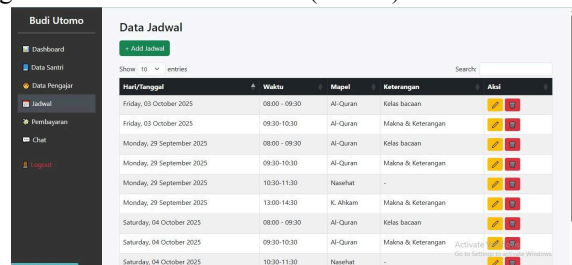 Budi Utomo
Dashboard
Data Santri
Data Pengajar
Jadwal
Pembayaran
Chat
Logout
Data Jadwal
+ Add Jadwal
Show 10 entries
Search:
Hari/Tanggal Waktu Mapel Keterangan Aksi
Friday, 03 October 2025 08:00 - 09:30 Al-Quran Kelas bacaan
Friday, 03 October 2025 09:30-10:30 Al-Quran Makna & Keterangan
Monday, 29 September 2025 08:00 - 09:30 Al-Quran Kelas bacaan
Monday, 29 September 2025 09:30-10:30 Al-Quran Makna & Keterangan
Monday, 29 September 2025 10:30-11:30 Nasehat -
Monday, 29 September 2025 13:00-14:30 K. Ahkam Makna & Keterangan
Saturday, 04 October 2025 08:00 - 09:30 Al-Quran Kelas bacaan
Saturday, 04 October 2025 09:30-10:30 Al-Quran Makna & Keterangan
Saturday, 04 October 2025 10:30-11:30 Nasehat -
Activate
Go to Settings to activate Windows.